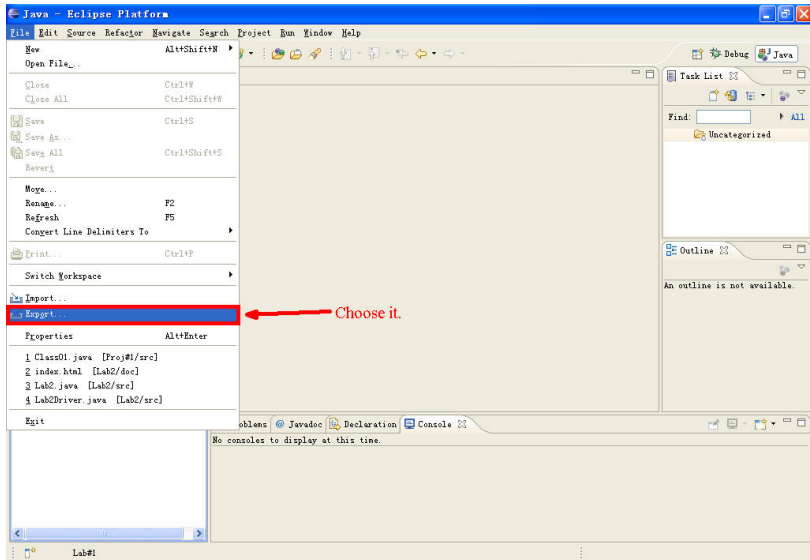 Java - Eclipse Platform
File Edit Source Refactor Navigate Search Project Run Window Help
New Alt+Shift+N
Open File...
Debug Java
Close Ctrl+W
Close All Ctrl+Shift+W
Task List
Save Ctrl+S
Find: All
Save As...
Uncategorized
Save All Ctrl+Shift+S
Revert
Move...
Rename... F2
Refresh F5
Convert Line Delimiters To
Print... Ctrl+P
Outline
Switch Workspace
An outline is not available.
Import...
Export...
Choose it.
Properties Alt+Enter
1 Class01.java [Proj#1/src]
2 index.html [Lab2/doc]
3 Lab2.java [Lab2/src]
4 Lab2Driver.java [Lab2/src]
Exit
oblems @ Javadoc Declaration Console
No consoles to display at this time.
Lab#1